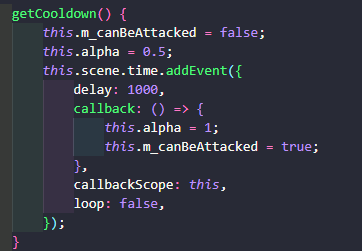 getCooldown() {
this.m_canBeAttacked = false;
this.alpha = 0.5;
this.scene.time.addEvent({
delay: 1000,
callback: () => {
this.alpha = 1;
this.m_canBeAttacked = true;
},
callbackScope: this,
loop: false,
});
}